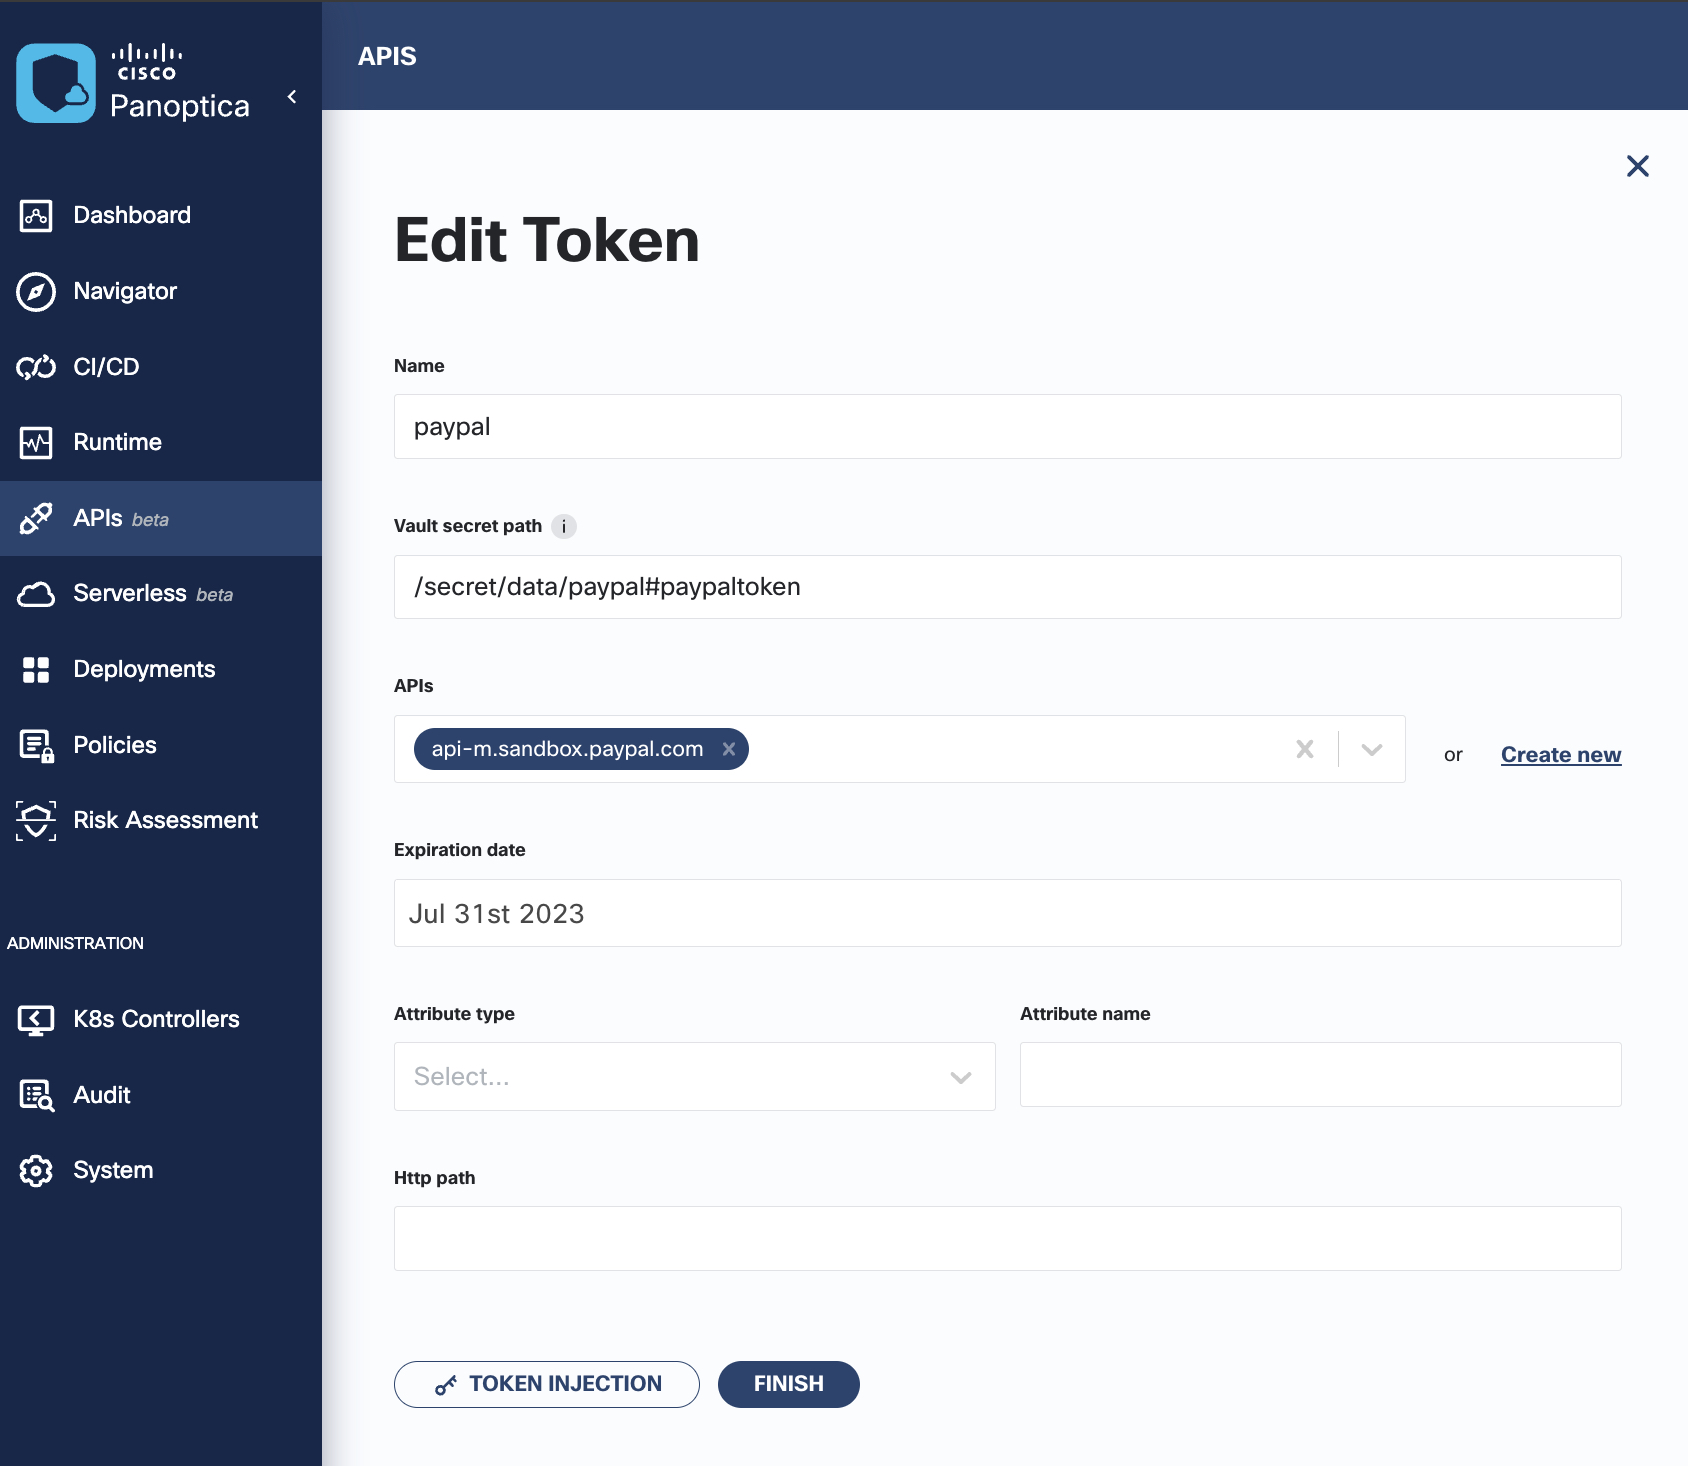 cisco
Panoptica
Dashboard
Navigator
CI/CD
Runtime
APIs beta
Serverless beta
Deployments
Policies
Risk Assessment
ADMINISTRATION
K8s Controllers
Audit
System
APIS
Edit Token
Name
paypal
Vault secret path i
/secret/data/paypal#paypaltoken
APIs
api-m.sandbox.paypal.com
or Create new
Expiration date
Jul 31st 2023
Attribute type
Select...
Attribute name
Http path
TOKEN INJECTION
FINISH